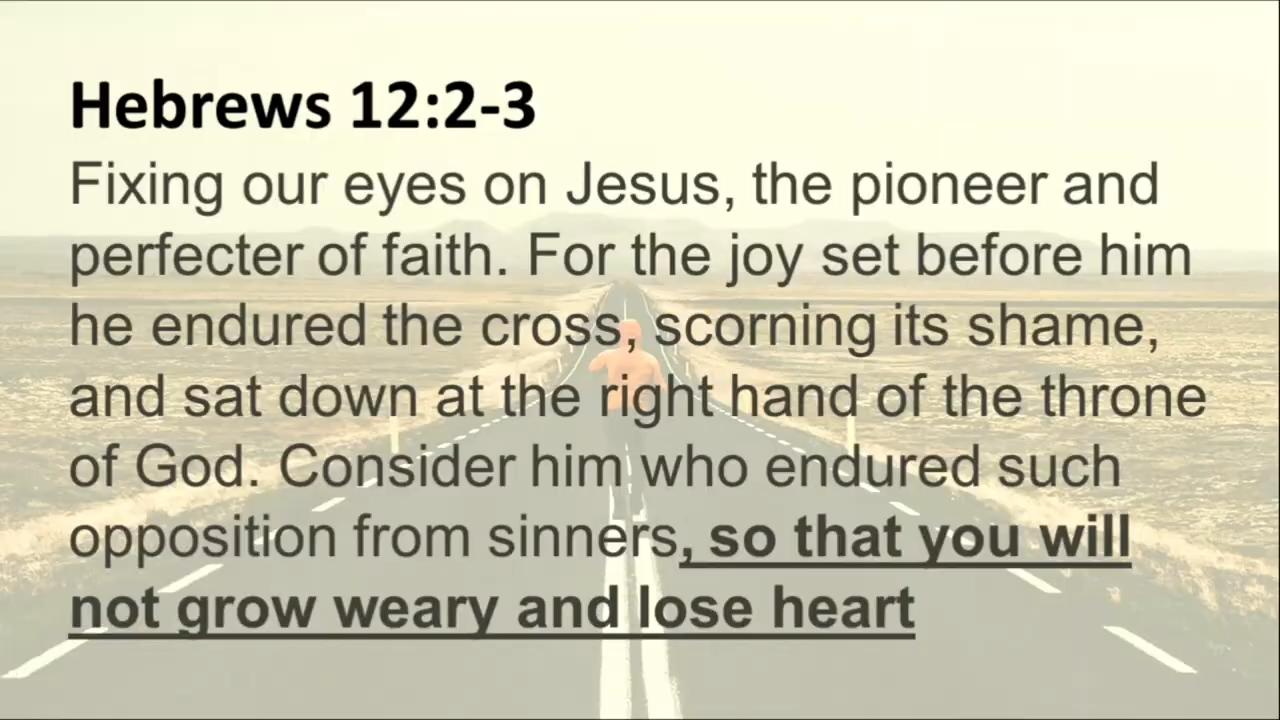 Hebrews 12:2-3
Fixing our eyes on Jesus, the pioneer and
perfecter of faith. For the joy set before him
he endured the cross, scorning its shame,
and sat down at the right hand of the throne
of God. Consider him who endured such
opposition from sinners, so that you will
not grow weary and lose heart